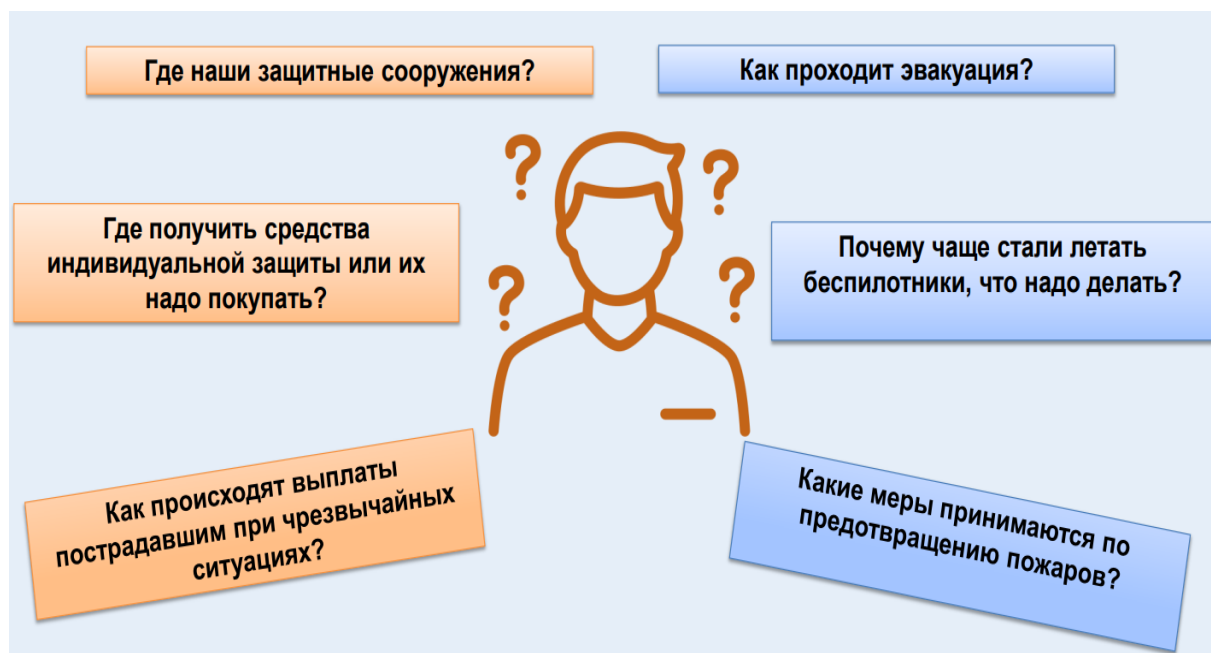 Где наши защитные сооружения?
Как проходит эвакуация?
Где получить средства
индивидуальной защиты или их
надо покупать?
Почему чаще стали летать
беспилотники, что надо делать?
Как происходят выплаты
пострадавшим при чрезвычайных
ситуациях?
Какие меры принимаются по
предотвращению пожаров?